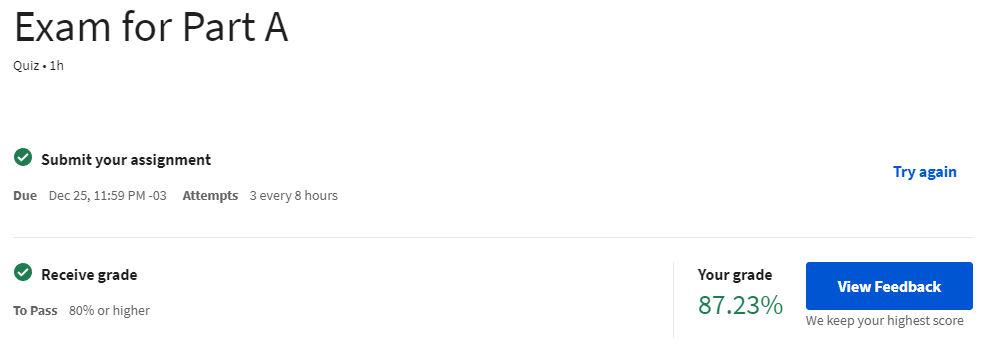 Exam for Part A
Quiz • 1h
Submit your assignment
Try again
Due Dec 25, 11:59 PM -03 Attempts 3 every 8 hours
Receive grade
To Pass 80% or higher
Your grade
87.23%
View Feedback
We keep your highest score